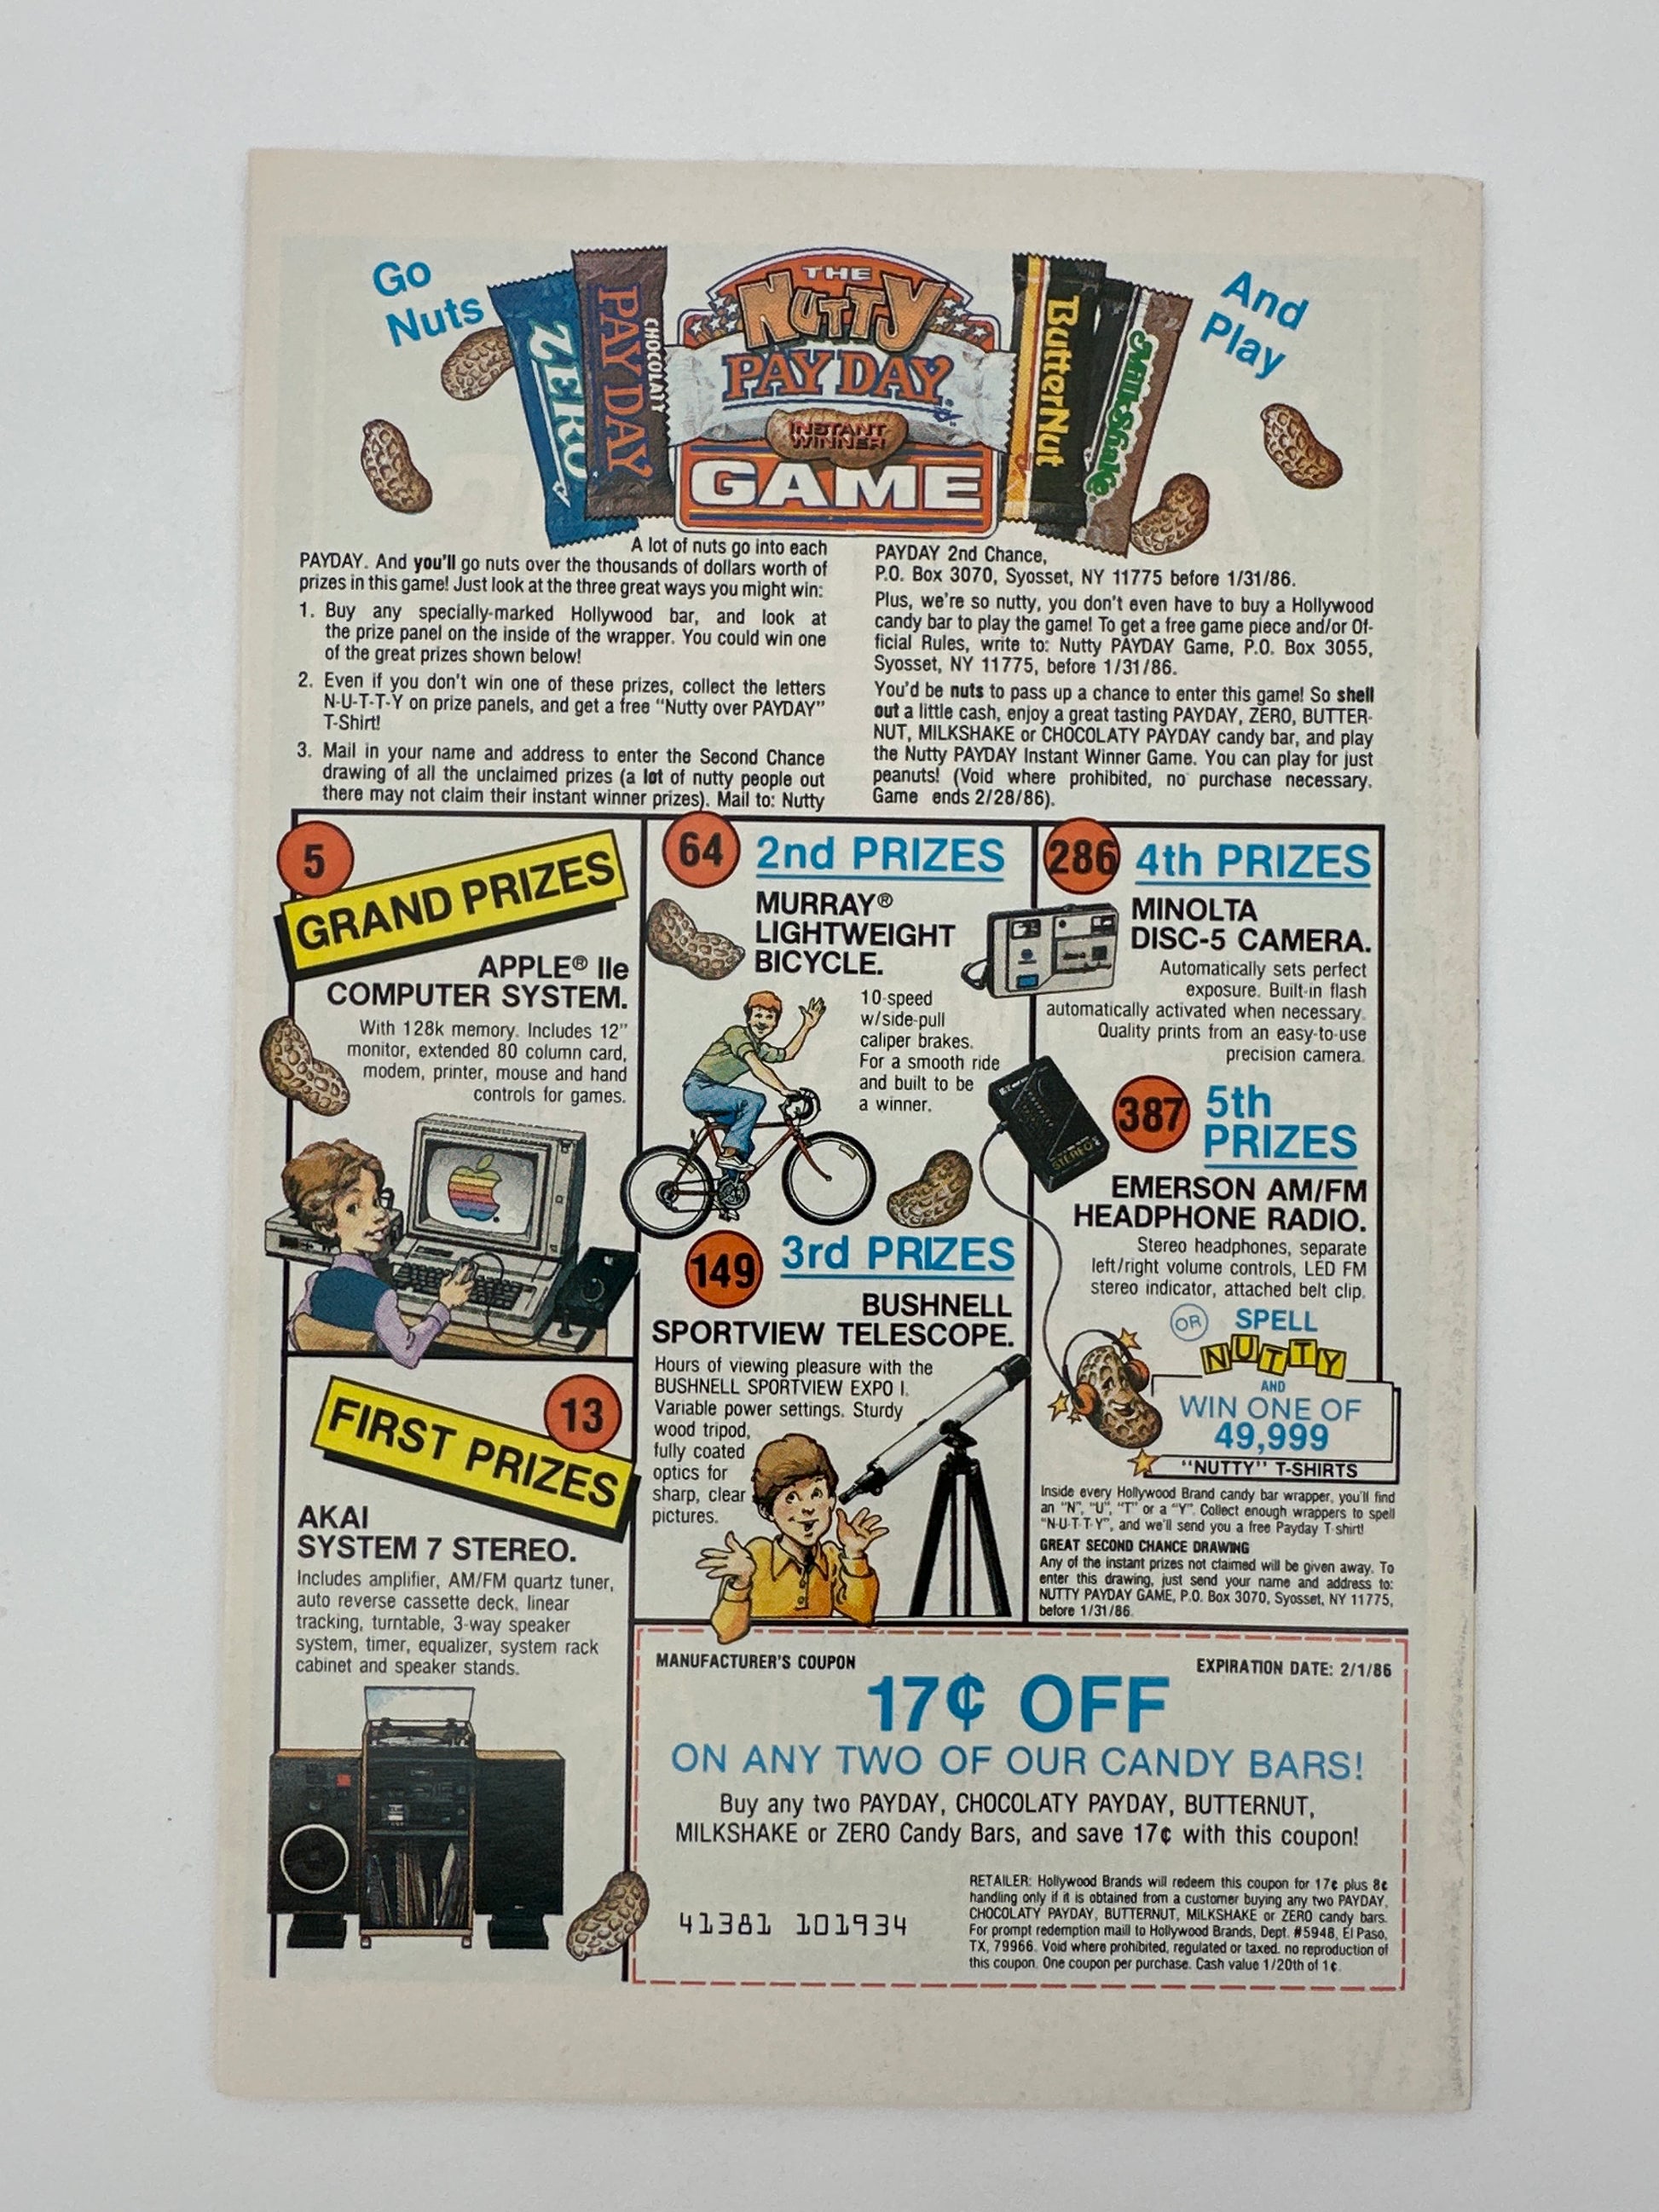 Go
Nuts
ZERO
CHOCOLATY
PAYDAY
THE
NUTTY
PAYDAY®
INSTANT
WINNER
GAME
ButterNut
MilkShake
And
Play
A lot of nuts go into each
PAYDAY. And you'll go nuts over the thousands of dollars worth of
prizes in this game! Just look at the three great ways you might win:
1. Buy any specially-marked Hollywood bar, and look at
the prize panel on the inside of the wrapper. You could win one
of the great prizes shown below!
2. Even if you don't win one of these prizes, collect the letters
N-U-T-T-Y on prize panels, and get a free "Nutty over PAYDAY"
T-Shirt!
3. Mail in your name and address to enter the Second Chance
drawing of all the unclaimed prizes (a lot of nutty people out
there may not claim their instant winner prizes). Mail to: Nutty
PAYDAY 2nd Chance,
P.O. Box 3070, Syosset, NY 11775 before 1/31/86.
Plus, we're so nutty, you don't even have to buy a Hollywood
candy bar to play the game! To get a free game piece and/or Of-
ficial Rules, write to: Nutty PAYDAY Game, P.O. Box 3055,
Syosset, NY 11775, before 1/31/86.
You'd be nuts to pass up a chance to enter this game! So shell
out a little cash, enjoy a great tasting PAYDAY, ZERO, BUTTER-
NUT, MILKSHAKE or CHOCOLATY PAYDAY candy bar, and play
the Nutty PAYDAY Instant Winner Game. You can play for just
peanuts! (Void where prohibited, no purchase necessary.
Game ends 2/28/86).
5
GRAND PRIZES
APPLE® IIe
COMPUTER SYSTEM.
With 128k memory. Includes 12"
monitor, extended 80 column card,
modem, printer, mouse and hand
controls for games.
13
FIRST PRIZES
AKAI
SYSTEM 7 STEREO.
Includes amplifier, AM/FM quartz tuner,
auto reverse cassette deck, linear
tracking, turntable, 3-way speaker
system, timer, equalizer, system rack
cabinet and speaker stands.
64
2nd PRIZES
MURRAY®
LIGHTWEIGHT
BICYCLE.
10-speed
w/side-pull
caliper brakes.
For a smooth ride
and built to be
a winner.
149
3rd PRIZES
BUSHNELL
SPORTVIEW TELESCOPE.
Hours of viewing pleasure with the
BUSHNELL SPORTVIEW EXPO I.
Variable power settings. Sturdy
wood tripod,
fully coated
optics for
sharp, clear
pictures.
286
4th PRIZES
MINOLTA
DISC-5 CAMERA.
Automatically sets perfect
exposure. Built-in flash
automatically activated when necessary.
Quality prints from an easy-to-use
precision camera.
387
5th
PRIZES
STEREO
EMERSON AM/FM
HEADPHONE RADIO.
Stereo headphones, separate
left/right volume controls, LED FM
stereo indicator, attached belt clip.
OR
SPELL
NUTTY
AND
WIN ONE OF
49,999
"NUTTY" T-SHIRTS
Inside every Hollywood Brand candy bar wrapper, you'll find
an "N", "U", "T" or a "Y". Collect enough wrappers to spell
"N-U-T-T-Y", and we'll send you a free Payday T-shirt!
GREAT SECOND CHANCE DRAWING
Any of the instant prizes not claimed will be given away. To
enter this drawing, just send your name and address to:
NUTTY PAYDAY GAME, P.O. Box 3070, Syosset, NY 11775,
before 1/31/86.
MANUFACTURER'S COUPON
EXPIRATION DATE: 2/1/86
17¢ OFF
ON ANY TWO OF OUR CANDY BARS!
Buy any two PAYDAY, CHOCOLATY PAYDAY, BUTTERNUT,
MILKSHAKE or ZERO Candy Bars, and save 17¢ with this coupon!
41381 101934
RETAILER: Hollywood Brands will redeem this coupon for 17¢ plus 8¢
handling only if it is obtained from a customer buying any two PAYDAY,
CHOCOLATY PAYDAY, BUTTERNUT, MILKSHAKE or ZERO candy bars.
For prompt redemption maill to Hollywood Brands, Dept. #5948, El Paso,
TX, 79966. Void where prohibited, regulated or taxed. no reproduction of
this coupon. One coupon per purchase. Cash value 1/20th of 1¢.